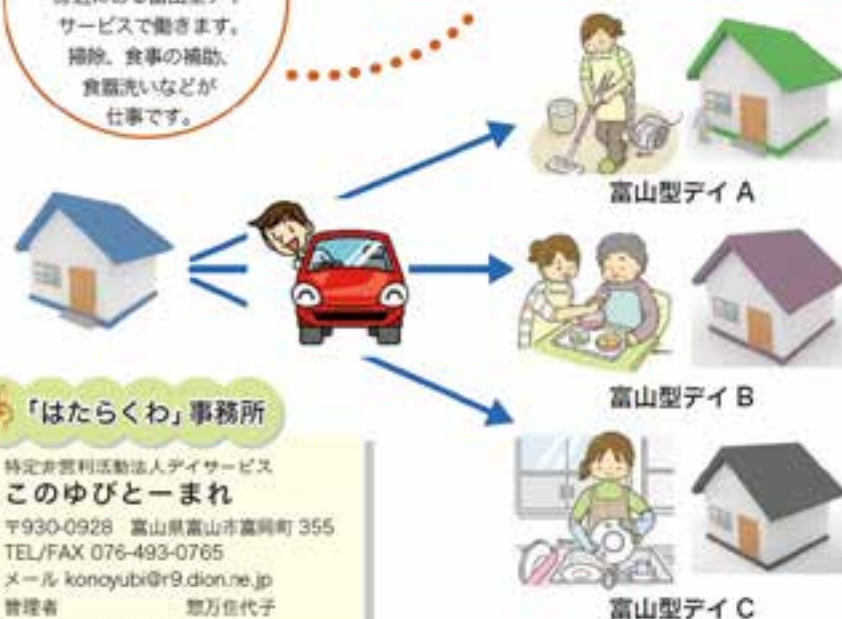 サービスで働きます。
掃除、食事の補助、
食器洗いなどが
仕事です。
富山型デイ A
富山型デイ B
富山型デイ C
「はたらくわ」事務所
特定非営利活動法人デイサービス
このゆびとーまれ
〒930-0928 富山県富山市富岡町 355
TEL/FAX 076-493-0765
メール konoyubi@r9.dion.ne.jp
管理者 惣万佳代子